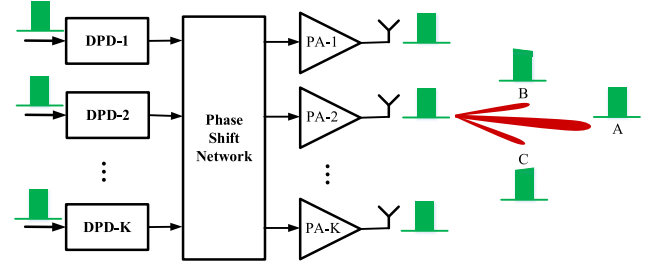 DPD-1
PA-1
B
DPD-2
Phase
Shift
Network
PA-2
A
C
DPD-K
PA-K